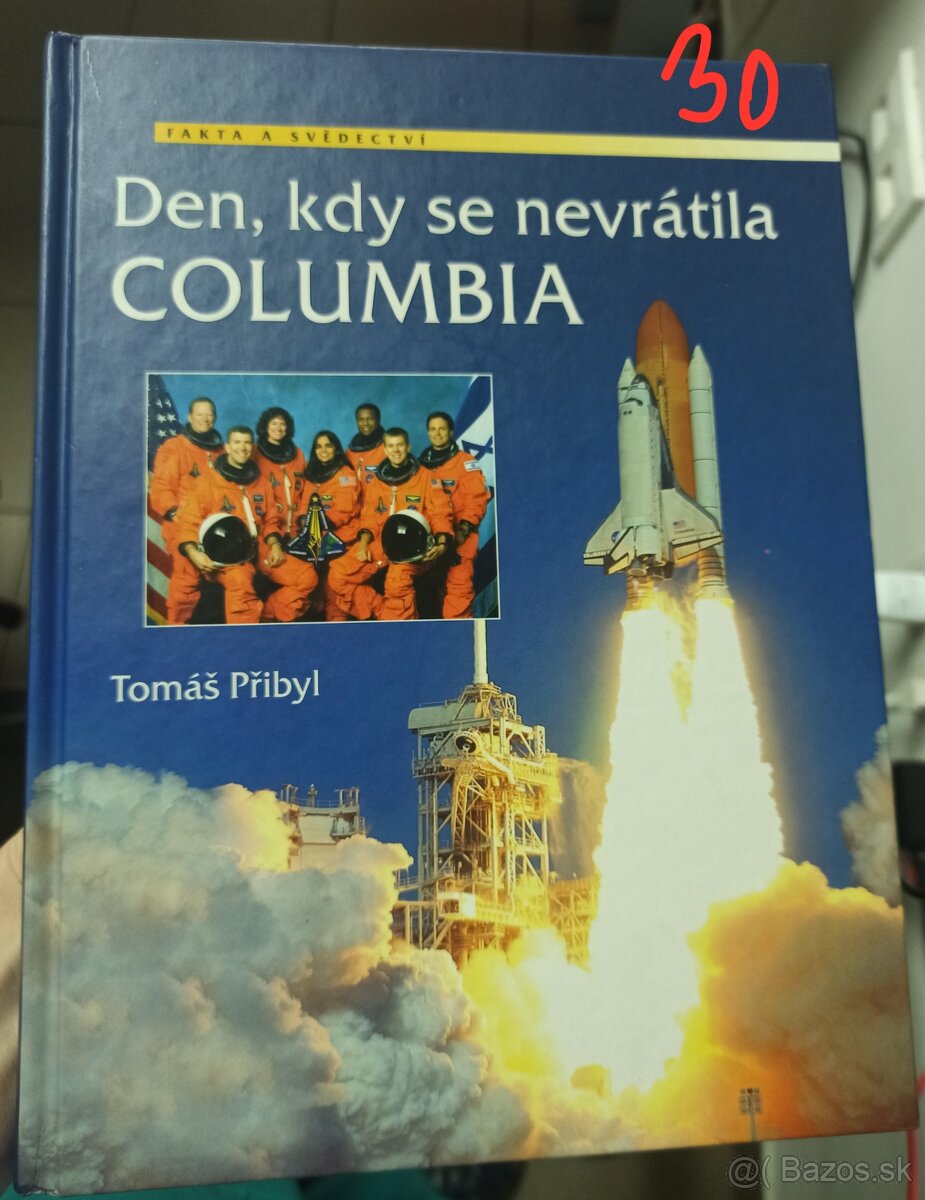 30
FAKTA A SVĚDECTVÍ
Den, kdy se nevrátila
COLUMBIA
Tomáš Přibyl
@( Bazos.sk